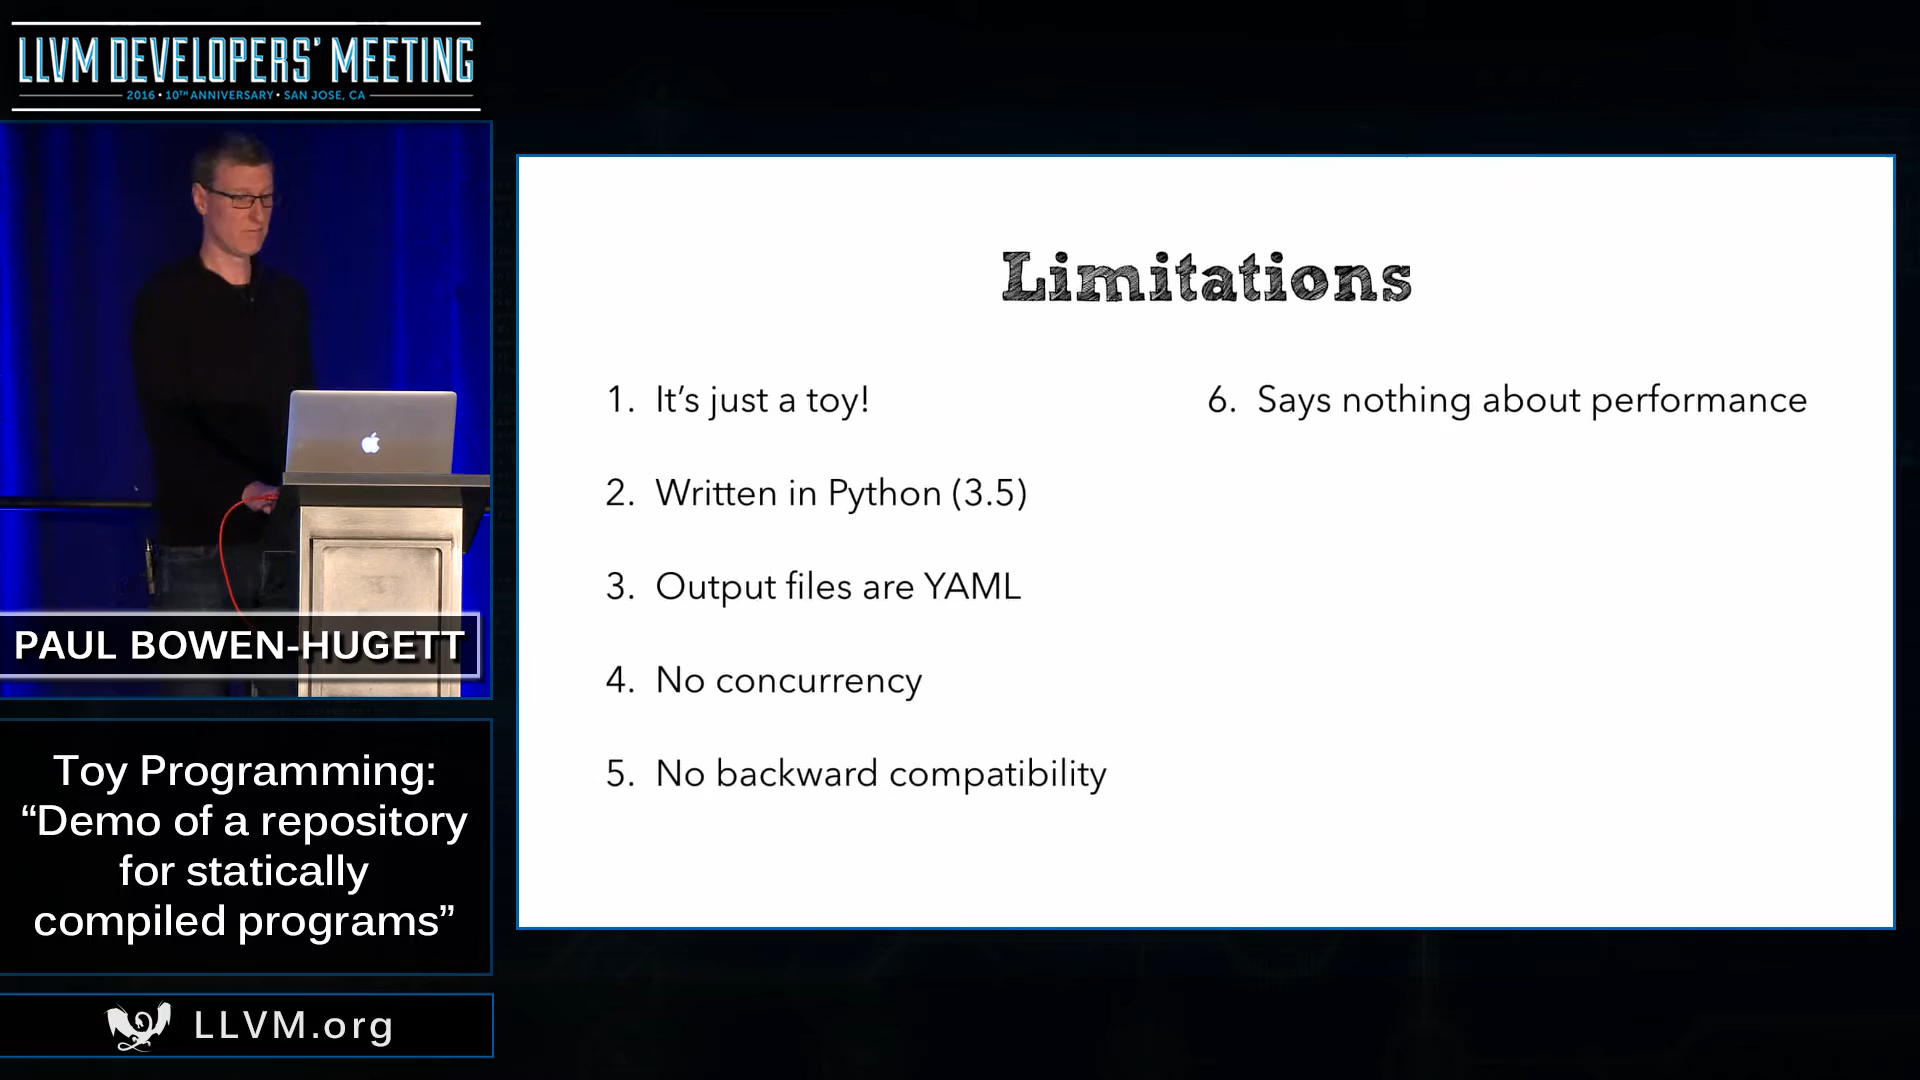 LLVM DEVELOPERS' MEETING
2016 • 10TH ANNIVERSARY • SAN JOSE, CA
PAUL BOWEN-HUGETT
Toy Programming:
“Demo of a repository
for statically
compiled programs”
LLVM.org
Limitations
1. It’s just a toy!
2. Written in Python (3.5)
3. Output files are YAML
4. No concurrency
5. No backward compatibility
6. Says nothing about performance